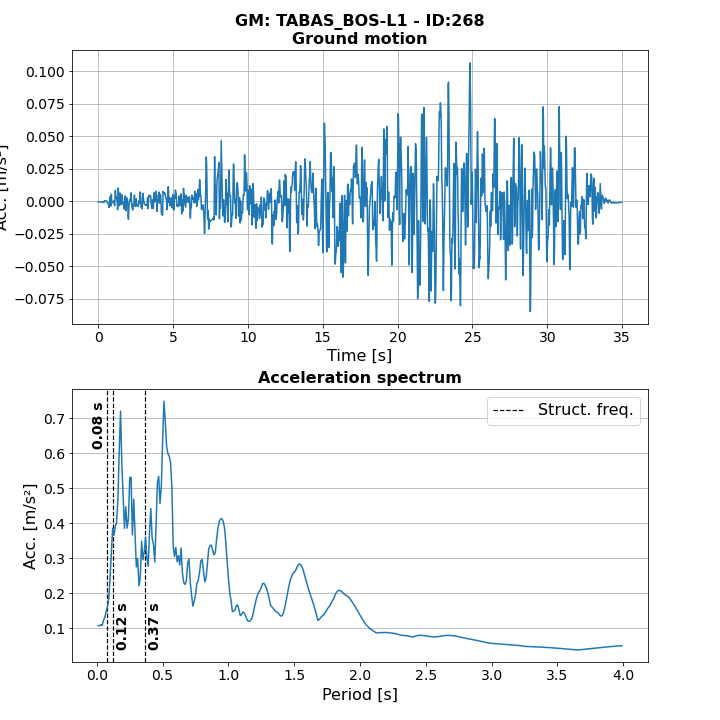 GM: TABAS_BOS-L1 - ID:268
Ground motion
0.100
0.075
0.050
0.025
0.000
−0.025
−0.050
−0.075
Acc. [m/s²]
0 5 10 15 20 25 30 35
Time [s]
Acceleration spectrum
0.7
0.6
0.5
0.4
0.3
0.2
0.1
Acc. [m/s²]
0.08 s
0.12 s
0.37 s
Struct. freq.
0.0 0.5 1.0 1.5 2.0 2.5 3.0 3.5 4.0
Period [s]